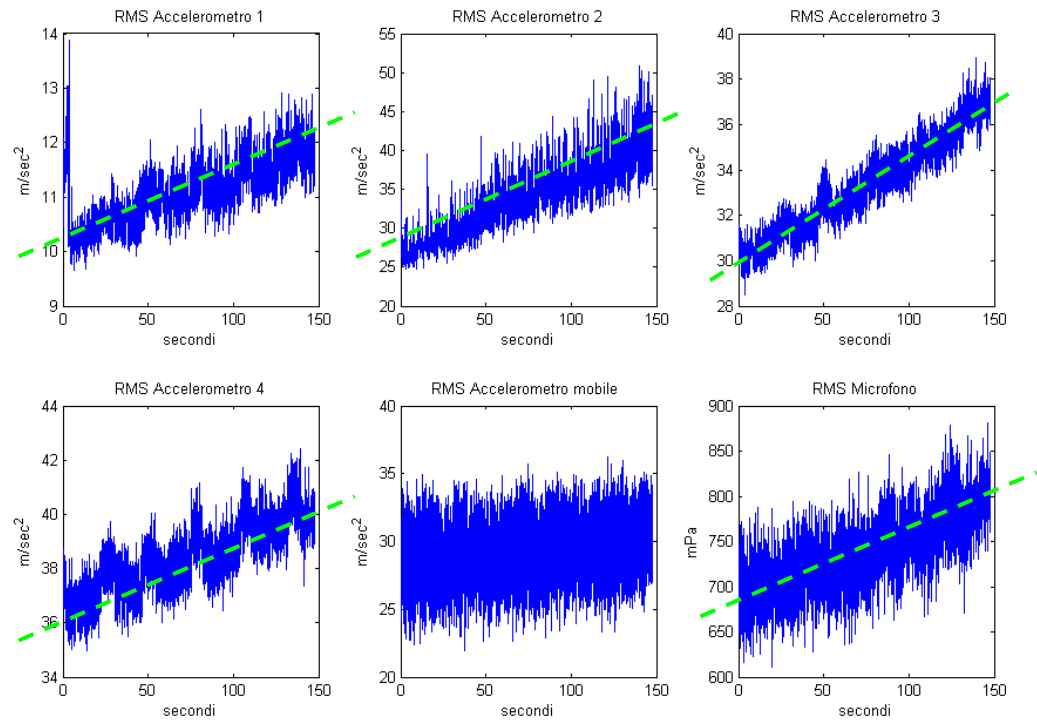 RMS Accelerometro 1
14
13
12
11
10
9
m/sec²
0 50 100 150
secondi
RMS Accelerometro 2
55
50
45
40
35
30
25
20
m/sec²
0 50 100 150
secondi
RMS Accelerometro 3
40
38
36
34
32
30
28
m/sec²
0 50 100 150
secondi
RMS Accelerometro 4
44
42
40
38
36
34
m/sec²
0 50 100 150
secondi
RMS Accelerometro mobile
40
35
30
25
20
m/sec²
0 50 100 150
secondi
RMS Microfono
900
850
800
750
700
650
600
mPa
0 50 100 150
secondi